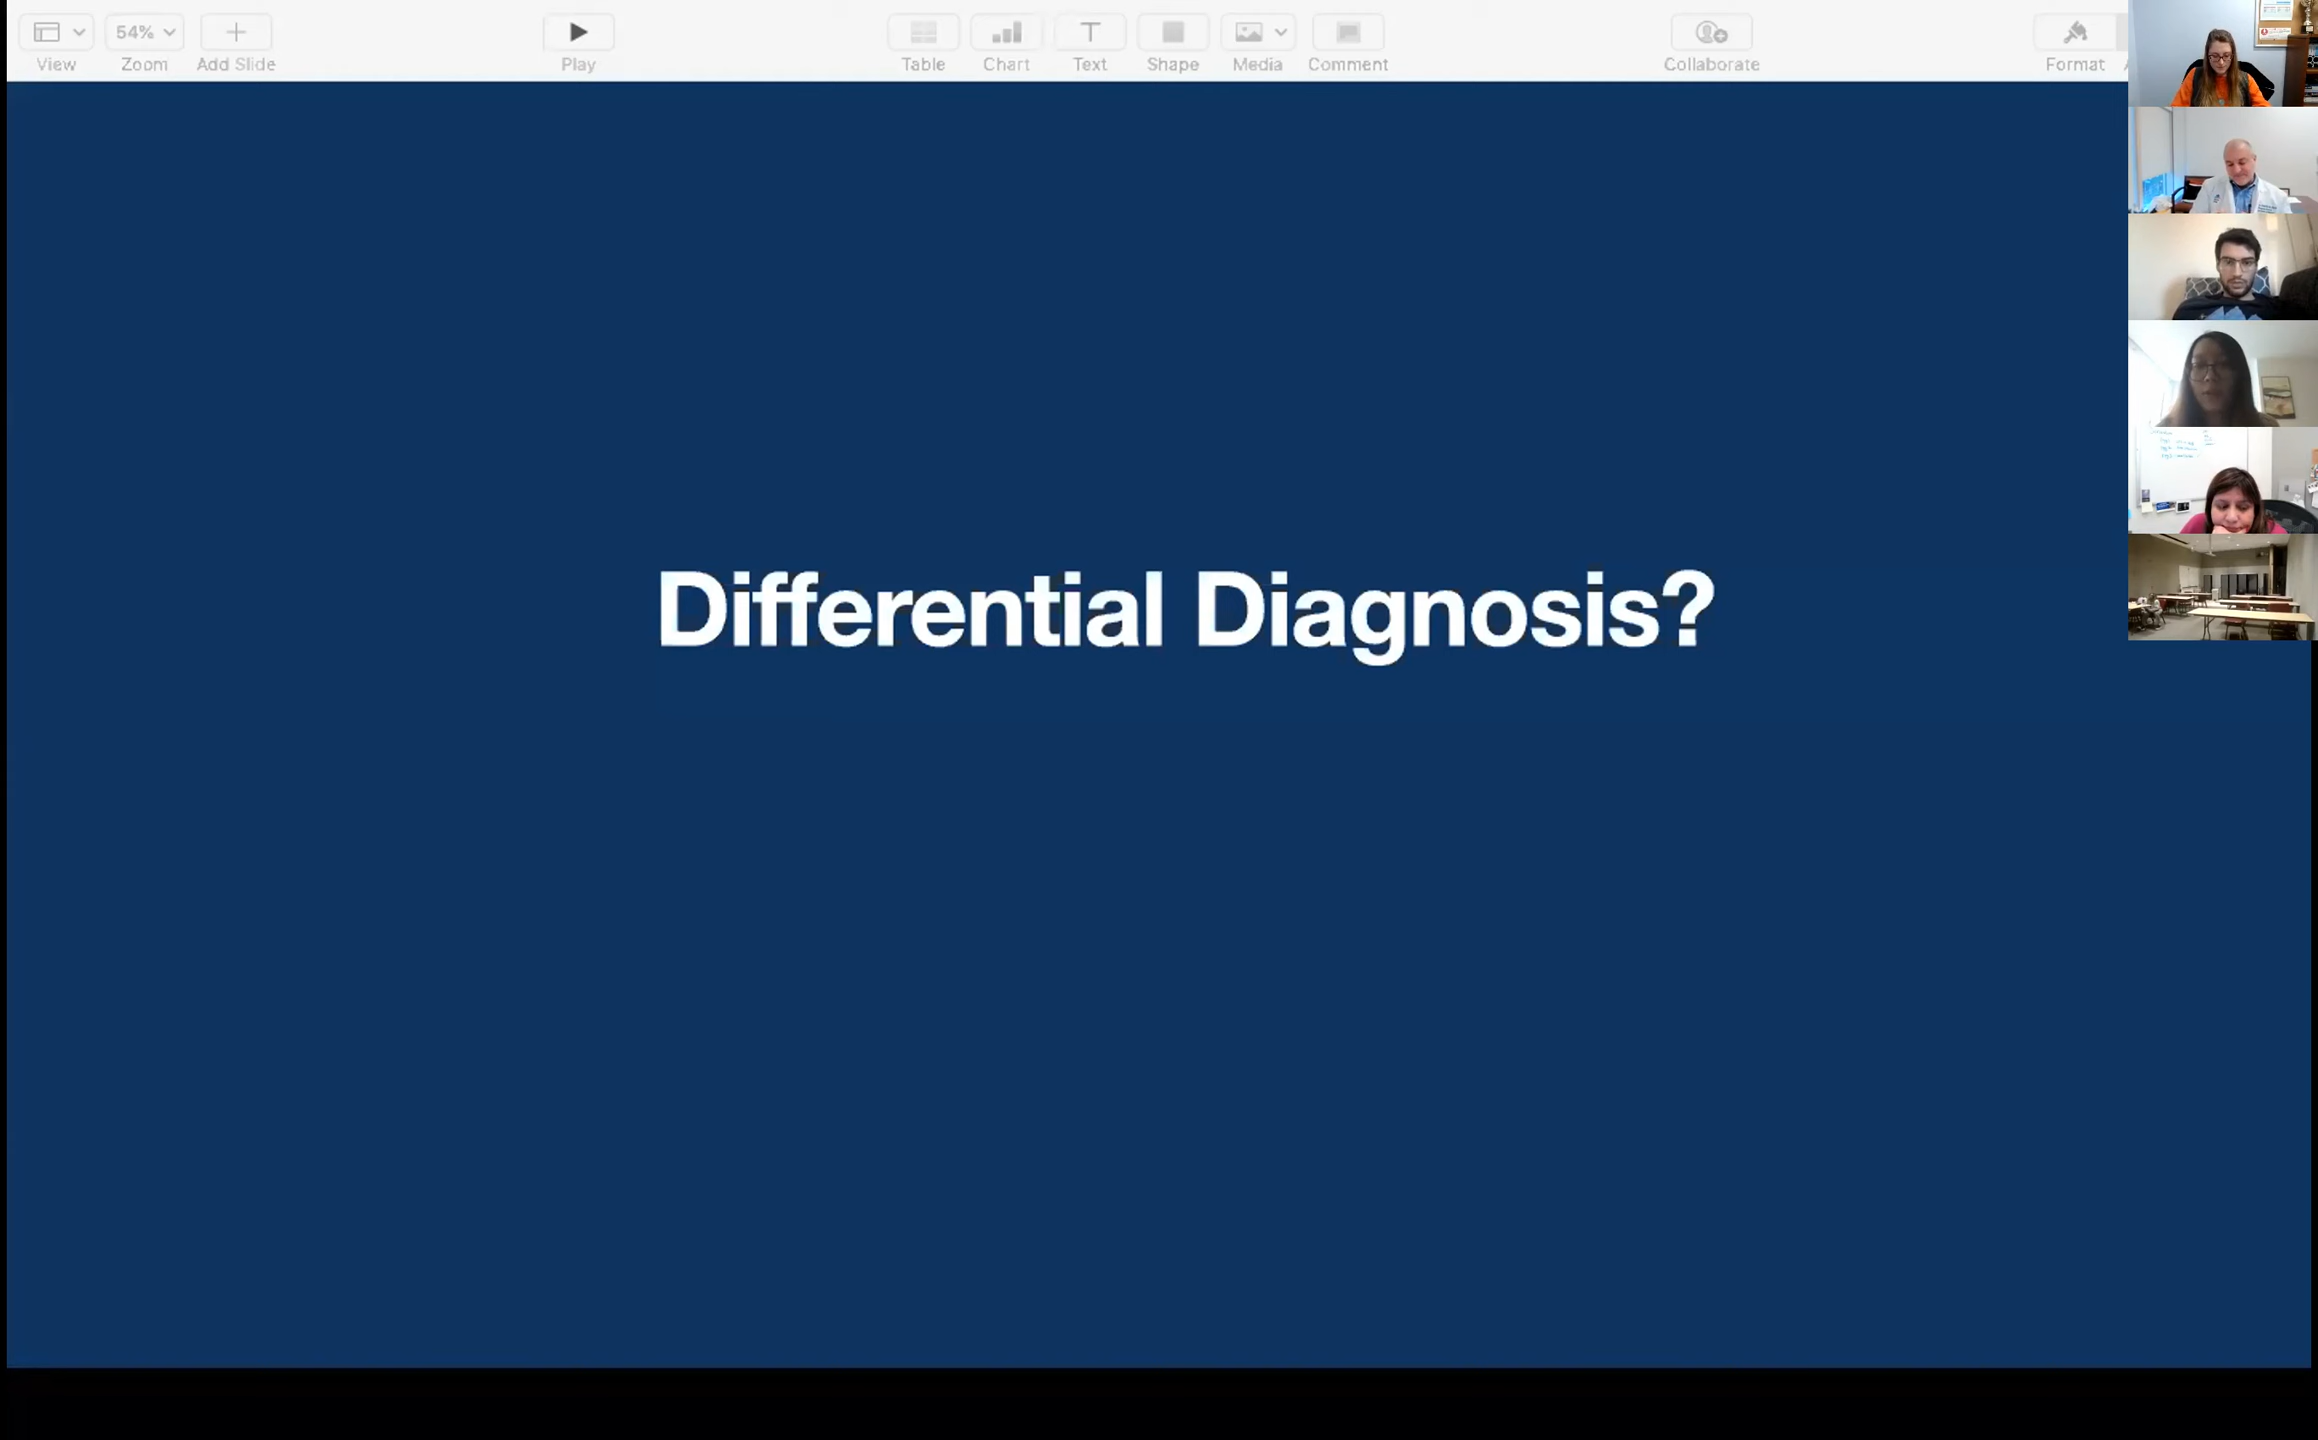 54%
View
Zoom
Add Slide
Play
Table
Chart
Text
Shape
Media
Comment
Collaborate
Format
Differential Diagnosis?